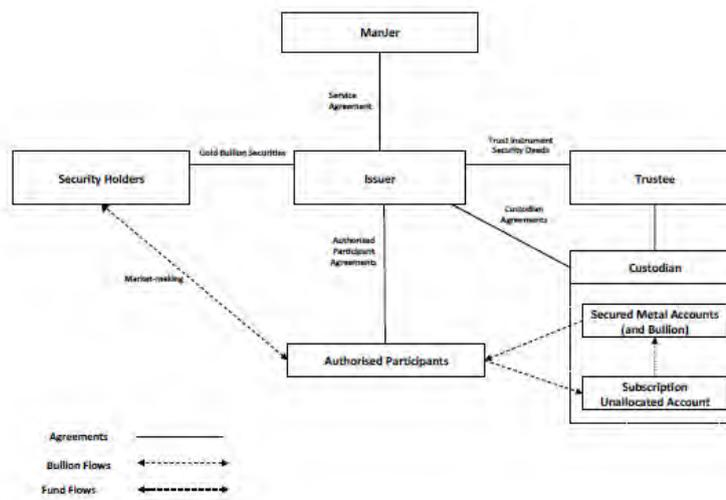 ManJer
Service
Agreement
Gold Bullion Securities
Trust Instrument
Security Deeds
Security Holders
Issuer
Trustee
Custodian
Agreements
Authorised
Participant
Agreements
Custodian
Market-making
Secured Metal Accounts
(and Bullion)
Authorised Participants
Subscription
Unallocated Account
Agreements
Bullion Flows
Fund Flows